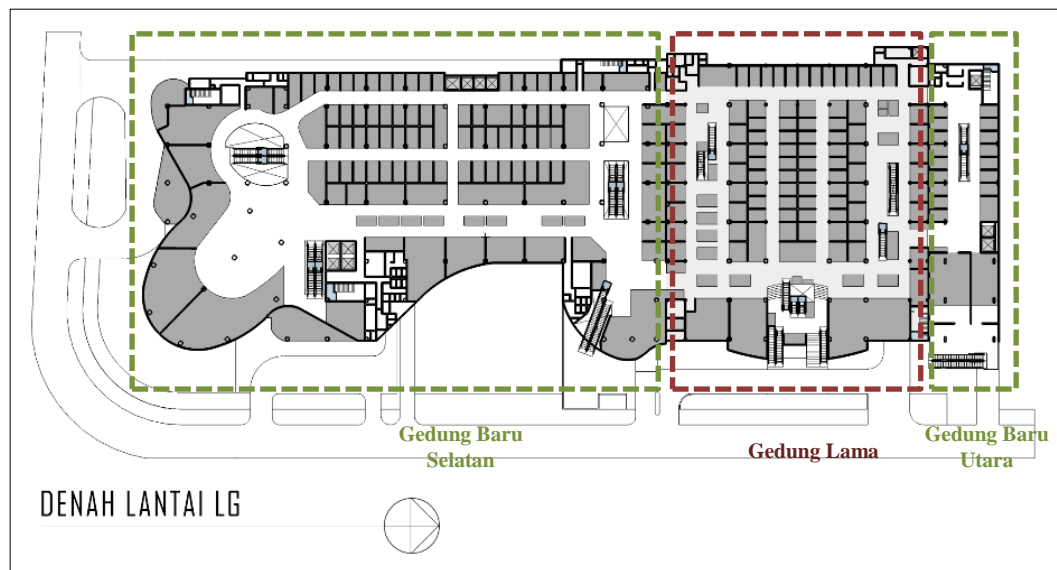 Gedung Baru
Selatan
Gedung Lama
Gedung Baru
Utara
DENAH LANTAI LG